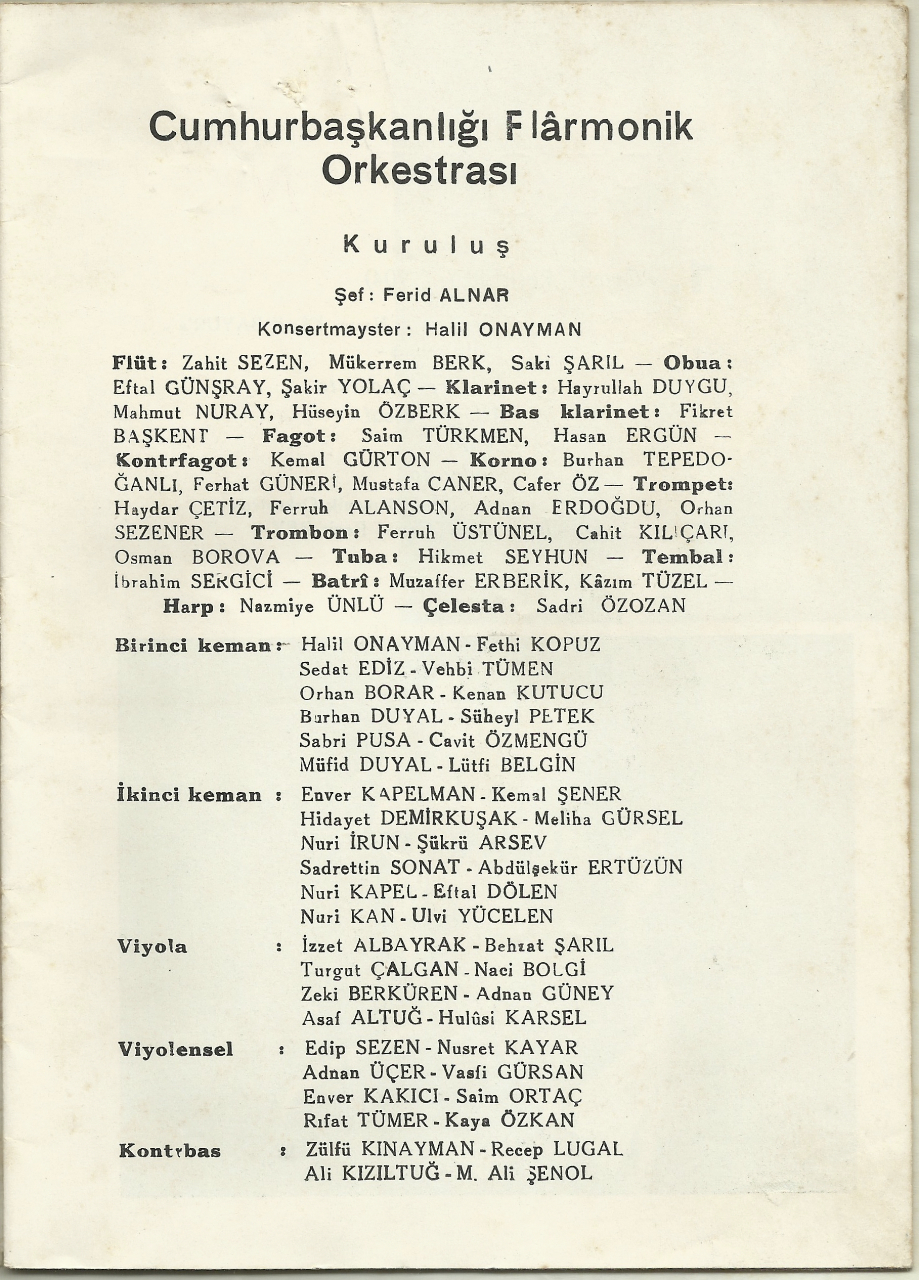 Cumhurbaşkanlığı Flârmonik
Orkestrası
Kuruluş
Şef: Ferid ALNAR
Konsertmayster: Halil ONAYMAN
Flüt: Zahit SEZEN, Mükerrem BERK, Saki ŞARIL — Obua:
Eftal GÜNŞRAY, Şakir YOLAÇ — Klarinet: Hayrullah DUYGU,
Mahmut NURAY, Hüseyin ÖZBERK — Bas klarinet: Fikret
BAŞKENT — Fagot: Saim TÜRKMEN, Hasan ERGÜN —
Kontrfagot: Kemal GÜRTON — Korno: Burhan TEPEDO-
ĞANLI, Ferhat GÜNERİ, Mustafa CANER, Cafer ÖZ — Trompet:
Haydar ÇETİZ, Ferruh ALANSON, Adnan ERDOĞDU, Orhan
SEZENER — Trombon: Ferruh ÜSTÜNEL, Cahit KILIÇARI,
Osman BOROVA — Tuba: Hikmet SEYHUN — Tembal:
İbrahim SERGİCİ — Batrî: Muzaffer ERBERİK, Kâzım TÜZEL —
Harp: Nazmiye ÜNLÜ — Çelesta: Sadri ÖZOZAN
Birinci keman: Halil ONAYMAN - Fethi KOPUZ
Sedat EDİZ - Vehbi TÜMEN
Orhan BORAR - Kenan KUTUCU
Burhan DUYAL - Süheyl PETEK
Sabri PUSA - Cavit ÖZMENGÜ
Müfid DUYAL - Lütfi BELGİN
İkinci keman : Enver KAPELMAN - Kemal ŞENER
Hidayet DEMİRKUŞAK - Meliha GÜRSEL
Nuri İRUN - Şükrü ARSEV
Sadrettin SONAT - Abdülşekür ERTÜZÜN
Nuri KAPEL - Eftal DÖLEN
Nuri KAN - Ulvi YÜCELEN
Viyola : İzzet ALBAYRAK - Behzat ŞARIL
Turgut ÇALGAN - Naci BOLGİ
Zeki BERKÜREN - Adnan GÜNEY
Asaf ALTUĞ - Hulûsi KARSEL
Viyolensel : Edip SEZEN - Nusret KAYAR
Adnan ÜÇER - Vasfi GÜRSAN
Enver KAKICI - Saim ORTAÇ
Rıfat TÜMER - Kaya ÖZKAN
Kontrbas : Zülfü KINAYMAN - Recep LUGAL
Ali KIZILTUĞ - M. Ali ŞENOL